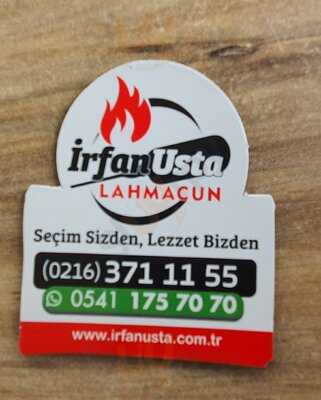 İrfanUsta
LAHMACUN
Seçim Sizden, Lezzet Bizden
(0216) 371 11 55
0541 175 70 70
www.irfanusta.com.tr